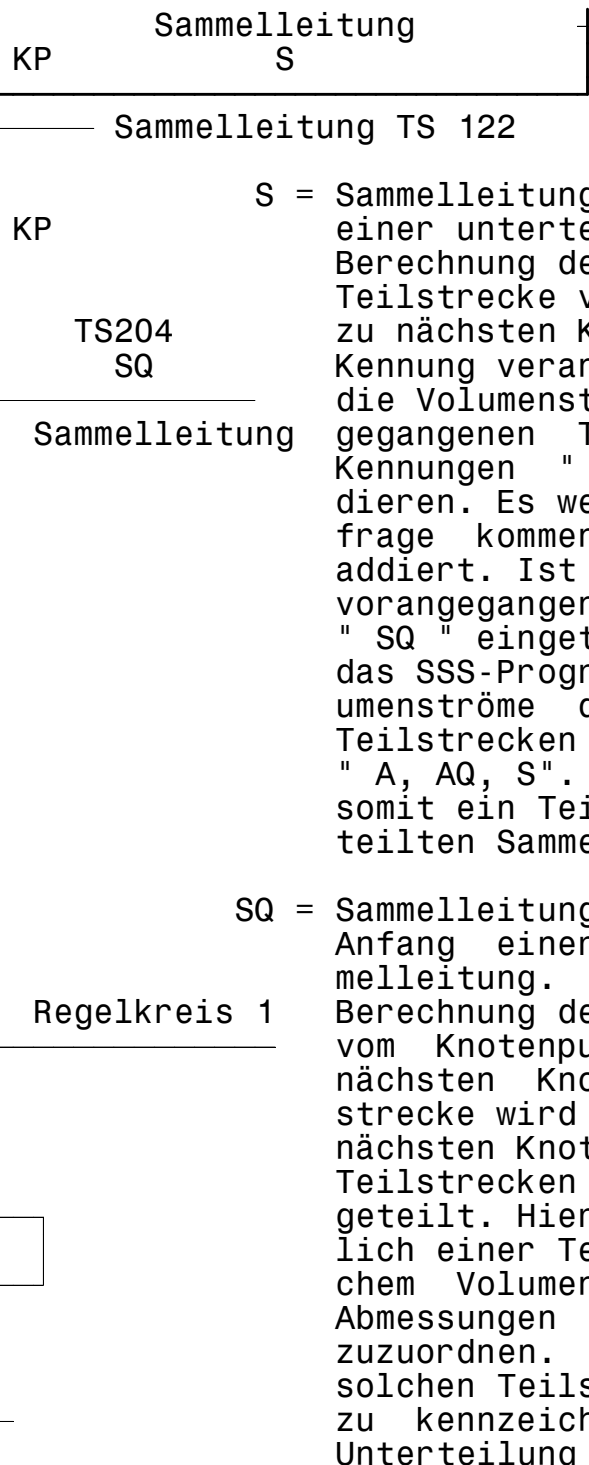 Sammelleitung
KP S
Sammelleitung TS 122
S = Sammelleitung
KP einer unterte
Berechnung de
Teilstrecke v
TS204 zu nächsten K
SQ Kennung veran
die Volumenst
Sammelleitung gegangenen T
Kennungen "
dieren. Es we
frage kommen
addiert. Ist
vorangegangen
" SQ " einget
das SSS-Progr
umenströme d
Teilstrecken
" A, AQ, S".
somit ein Tei
teilten Samme
SQ = Sammelleitung
Anfang einer
melleitung.
Regelkreis 1 Berechnung de
vom Knotenpu
nächsten Kno
strecke wird
nächsten Knot
Teilstrecken
geteilt. Hier
lich einer Te
chem Volumen
Abmessungen
zuzuordnen.
solchen Teils
zu kennzeich
Unterteilung